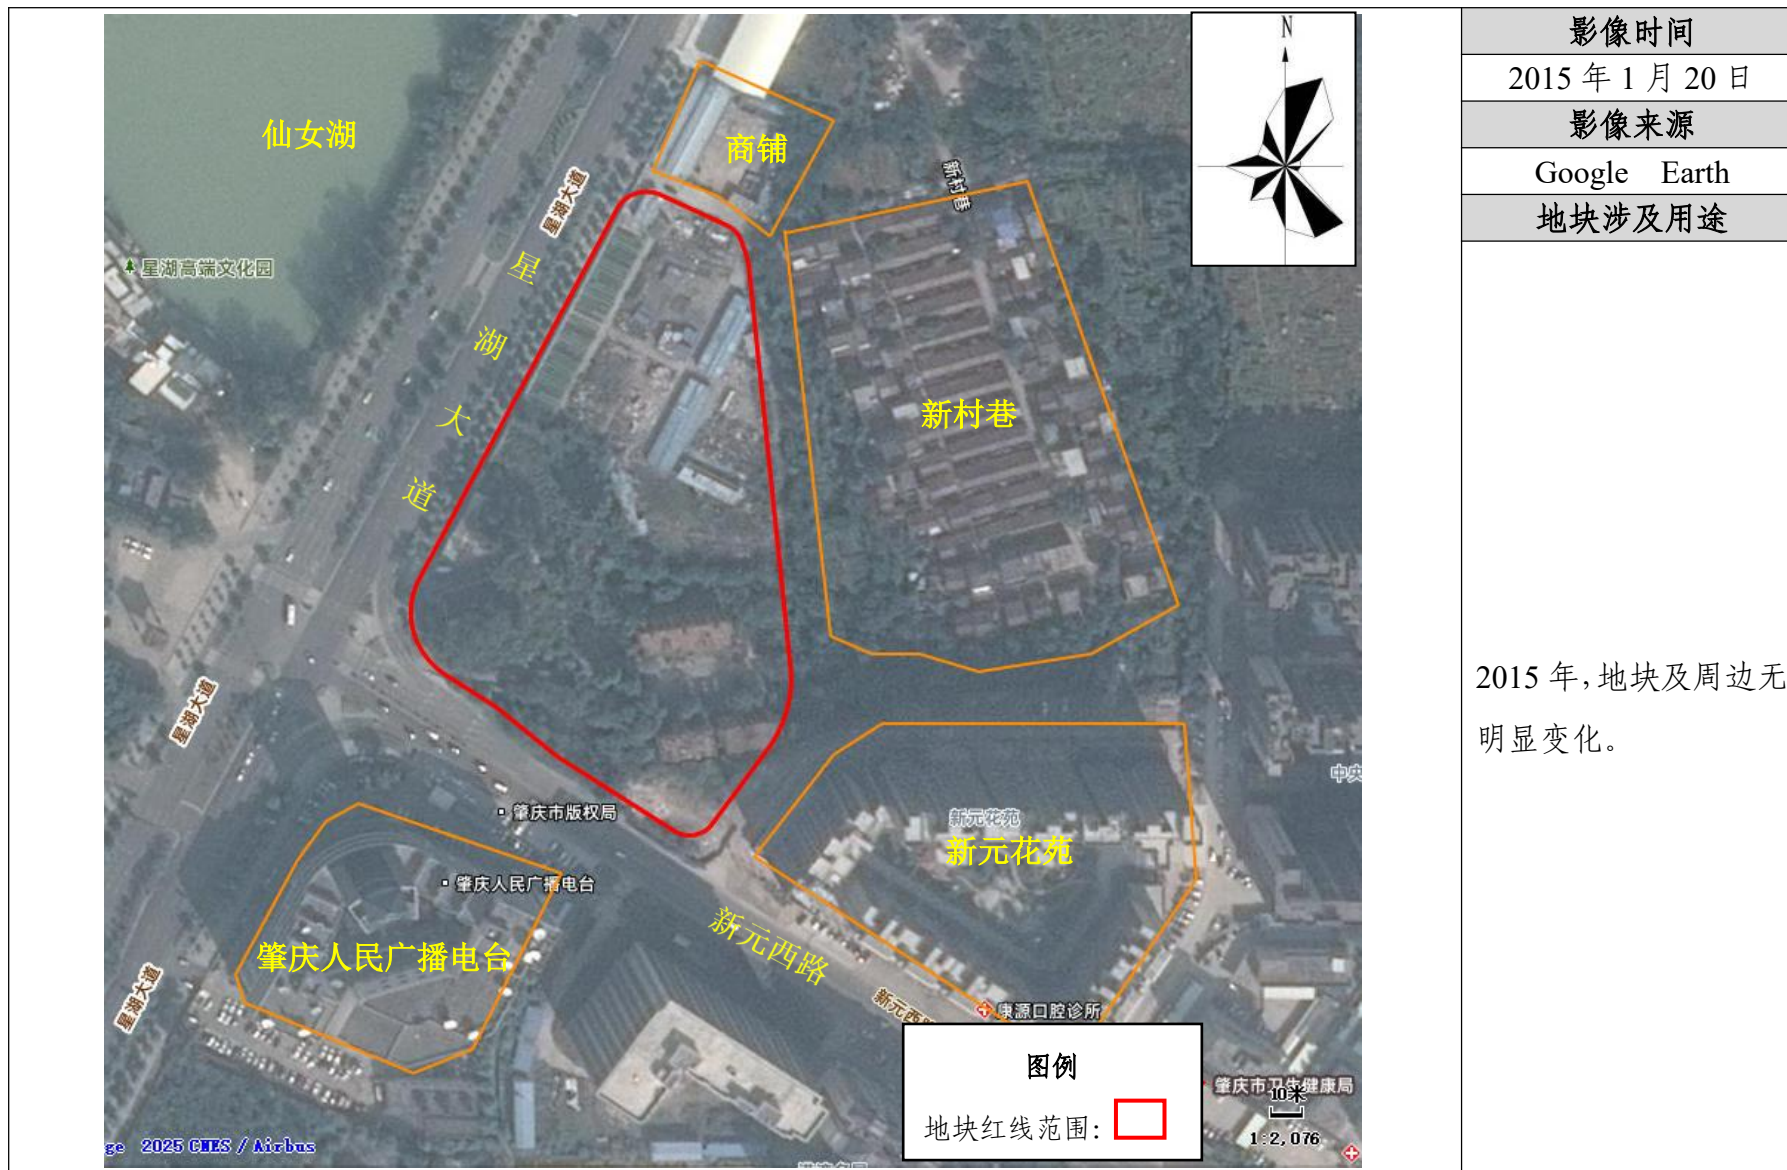 影像时间
2015 年 1 月 20 日
影像来源
Google Earth
地块涉及用途
2015 年，地块及周边无
明显变化。
N
仙女湖
商铺
新村巷
星湖大道
星湖高端文化园
星湖大道
新村巷
星湖大道
肇庆市版权局
肇庆人民广播电台
肇庆人民广播电台
星湖大道
新元西路
新元西
新元花苑
新元花苑
中央
康源口腔诊所
肇庆市卫生健康局
10米
1:2,076
图例
地块红线范围：
ge 2025 CNES / Airbus